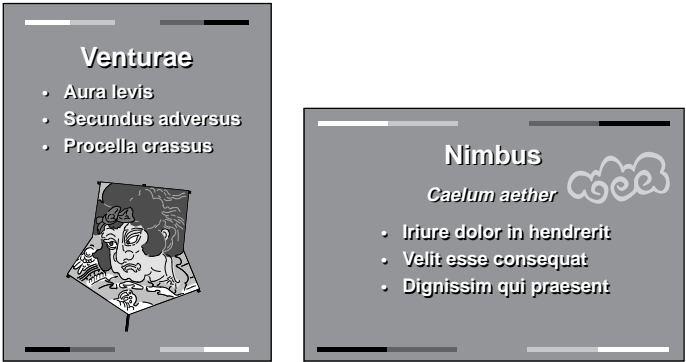 Venturae
• Aura levis
• Secundus adversus
• Procella crassus
Nimbus
Caelum aether
• Iriure dolor in hendrerit
• Velit esse consequat
• Dignissim qui praesent